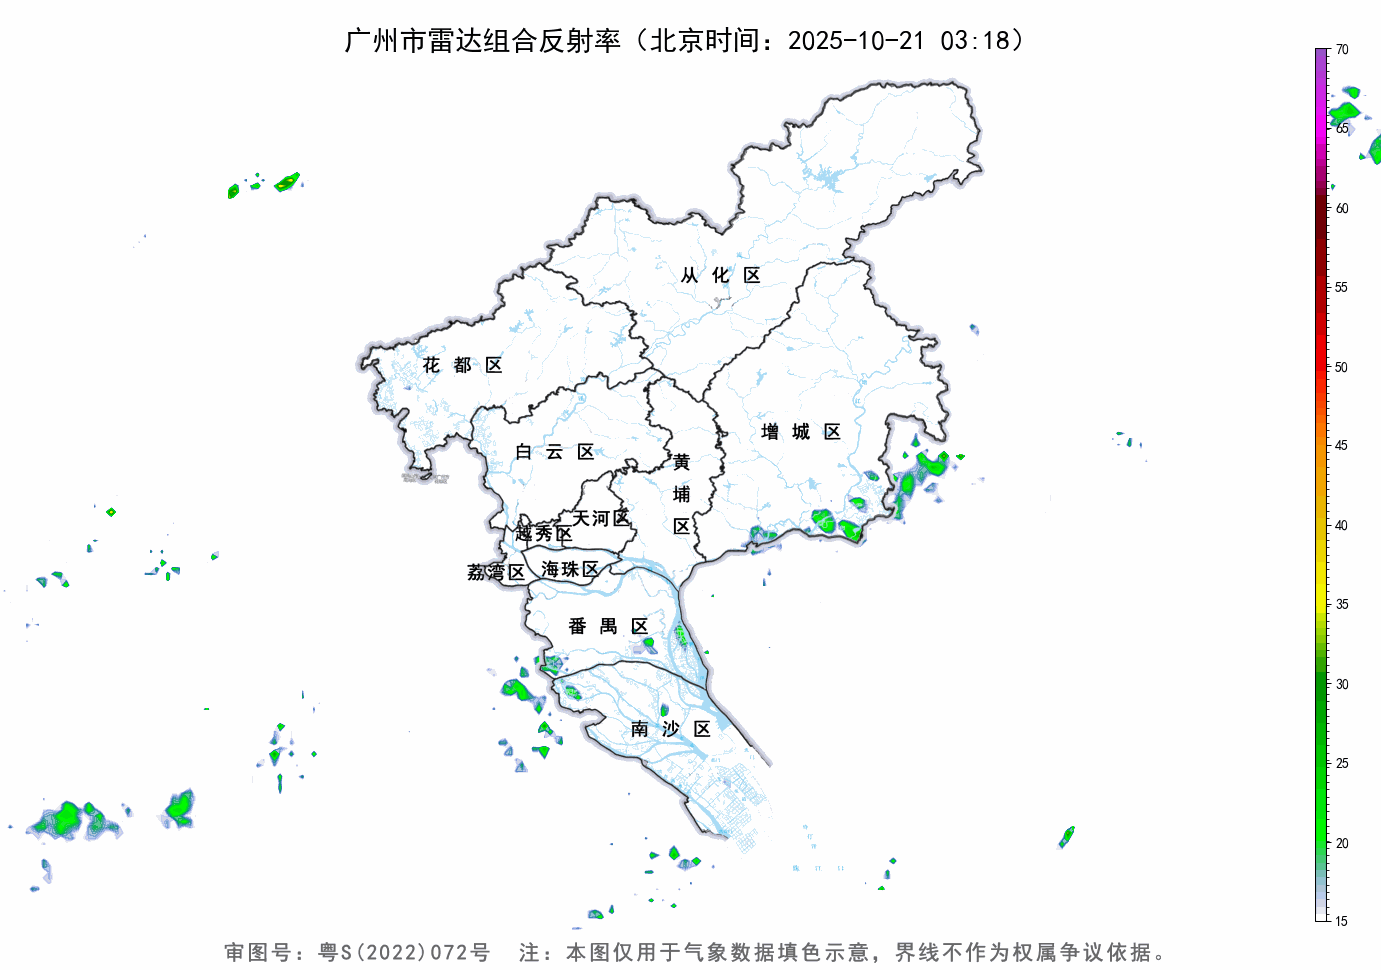 广州市雷达组合反射率（北京时间：2025-10-21 03:18）
70
65
60
55
50
45
40
35
30
25
20
15
从化区
花都区
增城区
白云区
黄埔区
天河区
越秀区
荔湾区
海珠区
番禺区
南沙区
审图号：粤S(2022)072号 注：本图仅用于气象数据填色示意，界线不作为权属争议依据。